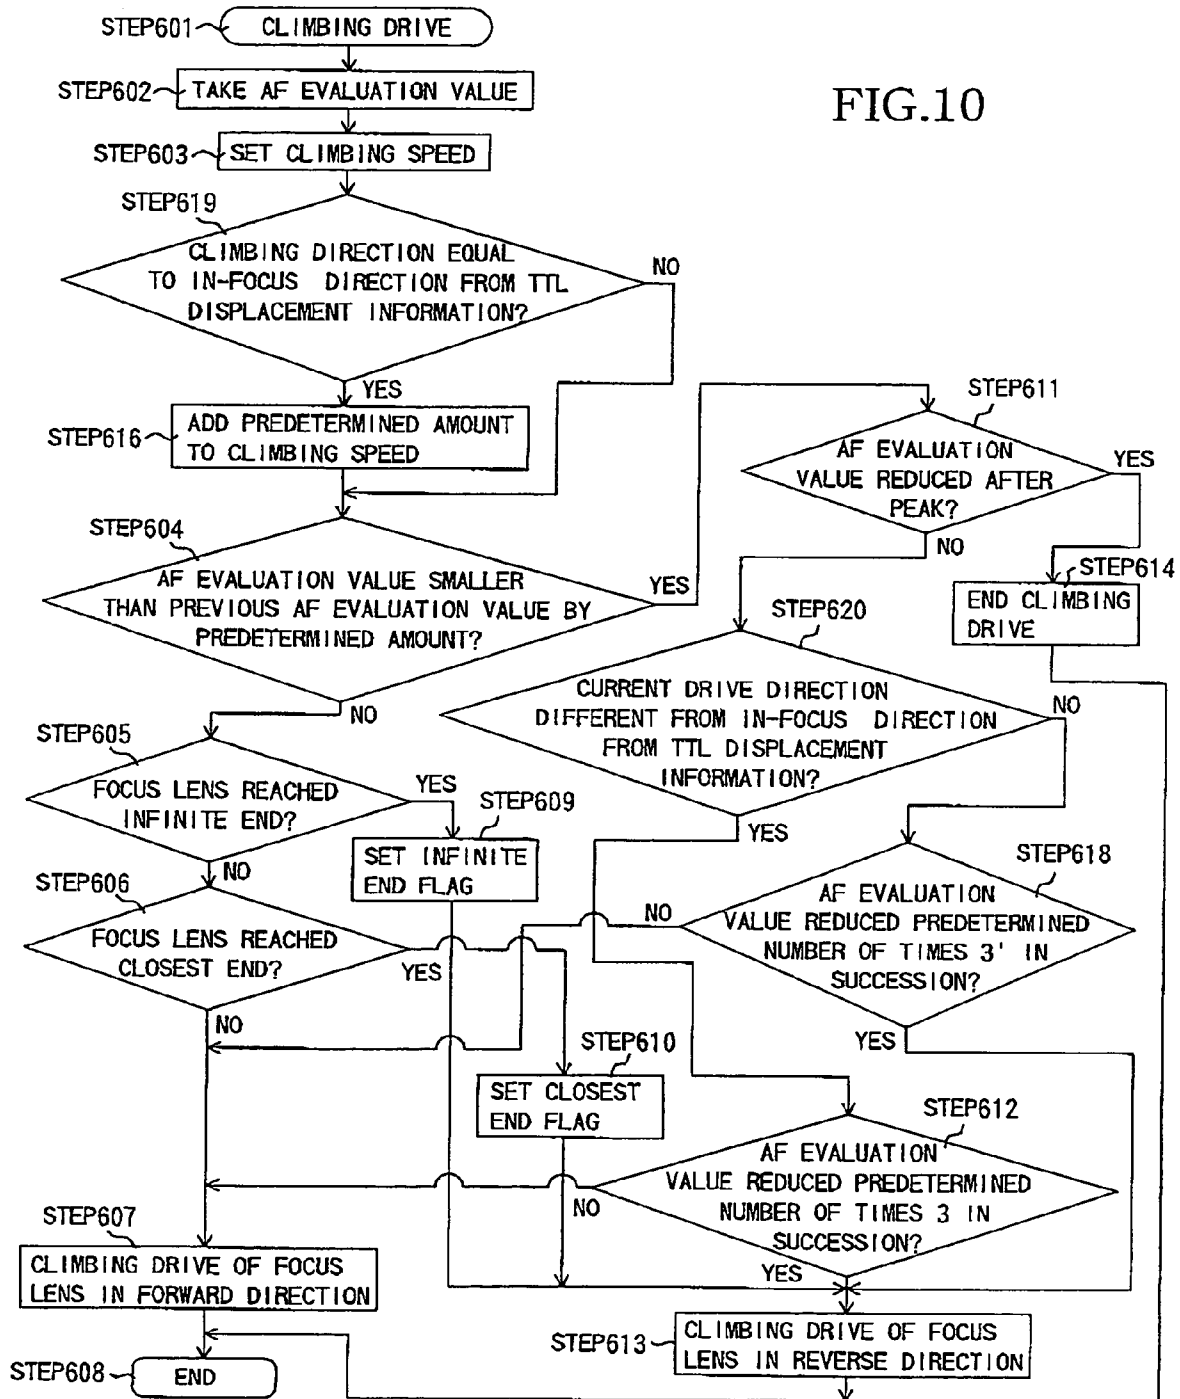 FIG.10
STEP601
CLIMBING DRIVE
STEP602
TAKE AF EVALUATION VALUE
STEP603
SET CLIMBING SPEED
STEP619
CLIMBING DIRECTION EQUAL
TO IN-FOCUS DIRECTION FROM TTL
DISPLACEMENT INFORMATION?
NO
YES
STEP616
ADD PREDETERMINED AMOUNT
TO CLIMBING SPEED
STEP604
AF EVALUATION VALUE SMALLER
THAN PREVIOUS AF EVALUATION VALUE BY
PREDETERMINED AMOUNT?
YES
NO
STEP611
AF EVALUATION
VALUE REDUCED AFTER
PEAK?
YES
NO
STEP614
END CLIMBING
DRIVE
STEP620
CURRENT DRIVE DIRECTION
DIFFERENT FROM IN-FOCUS DIRECTION
FROM TTL DISPLACEMENT
INFORMATION?
NO
YES
STEP605
FOCUS LENS REACHED
INFINITE END?
YES
NO
STEP609
SET INFINITE
END FLAG
STEP606
FOCUS LENS REACHED
CLOSEST END?
YES
NO
STEP618
AF EVALUATION
VALUE REDUCED PREDETERMINED
NUMBER OF TIMES 3' IN
SUCCESSION?
NO
YES
STEP610
SET CLOSEST
END FLAG
STEP612
AF EVALUATION
VALUE REDUCED PREDETERMINED
NUMBER OF TIMES 3 IN
SUCCESSION?
NO
YES
STEP607
CLIMBING DRIVE OF FOCUS
LENS IN FORWARD DIRECTION
STEP613
CLIMBING DRIVE OF FOCUS
LENS IN REVERSE DIRECTION
STEP608
END